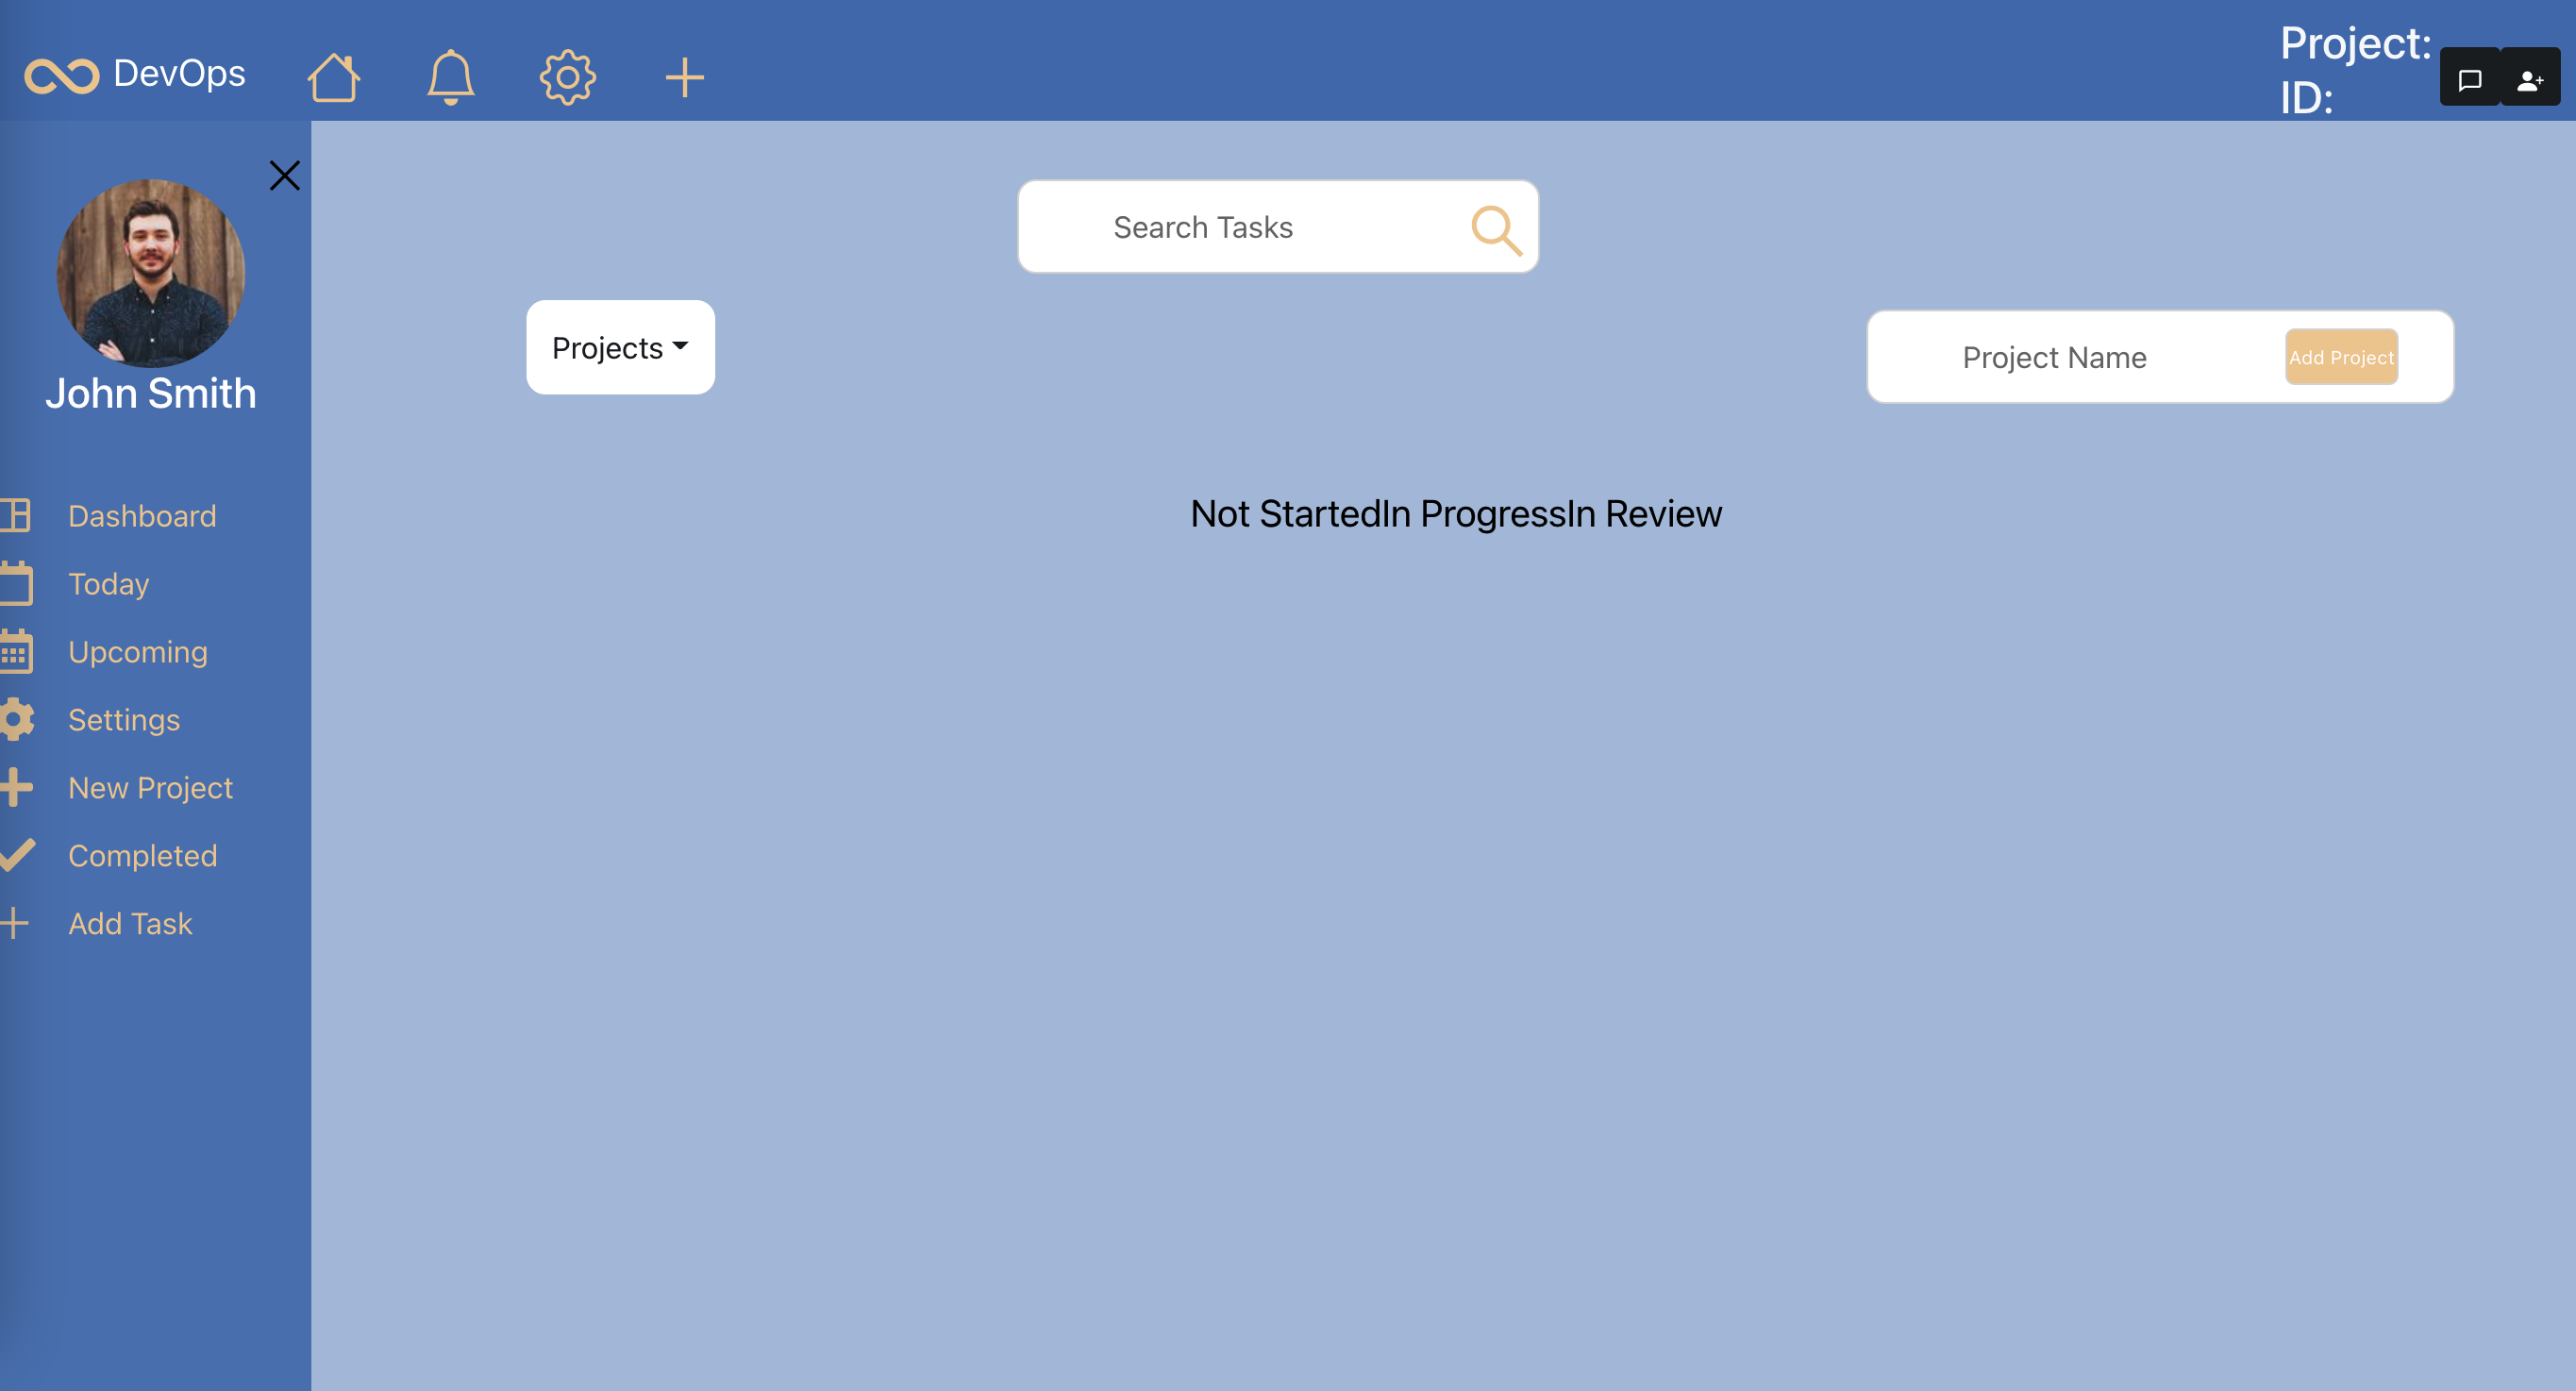 DevOps
Project:
ID:
John Smith
Dashboard
Today
Upcoming
Settings
New Project
Completed
Add Task
Search Tasks
Projects
Project Name
Add Project
Not StartedIn ProgressIn Review